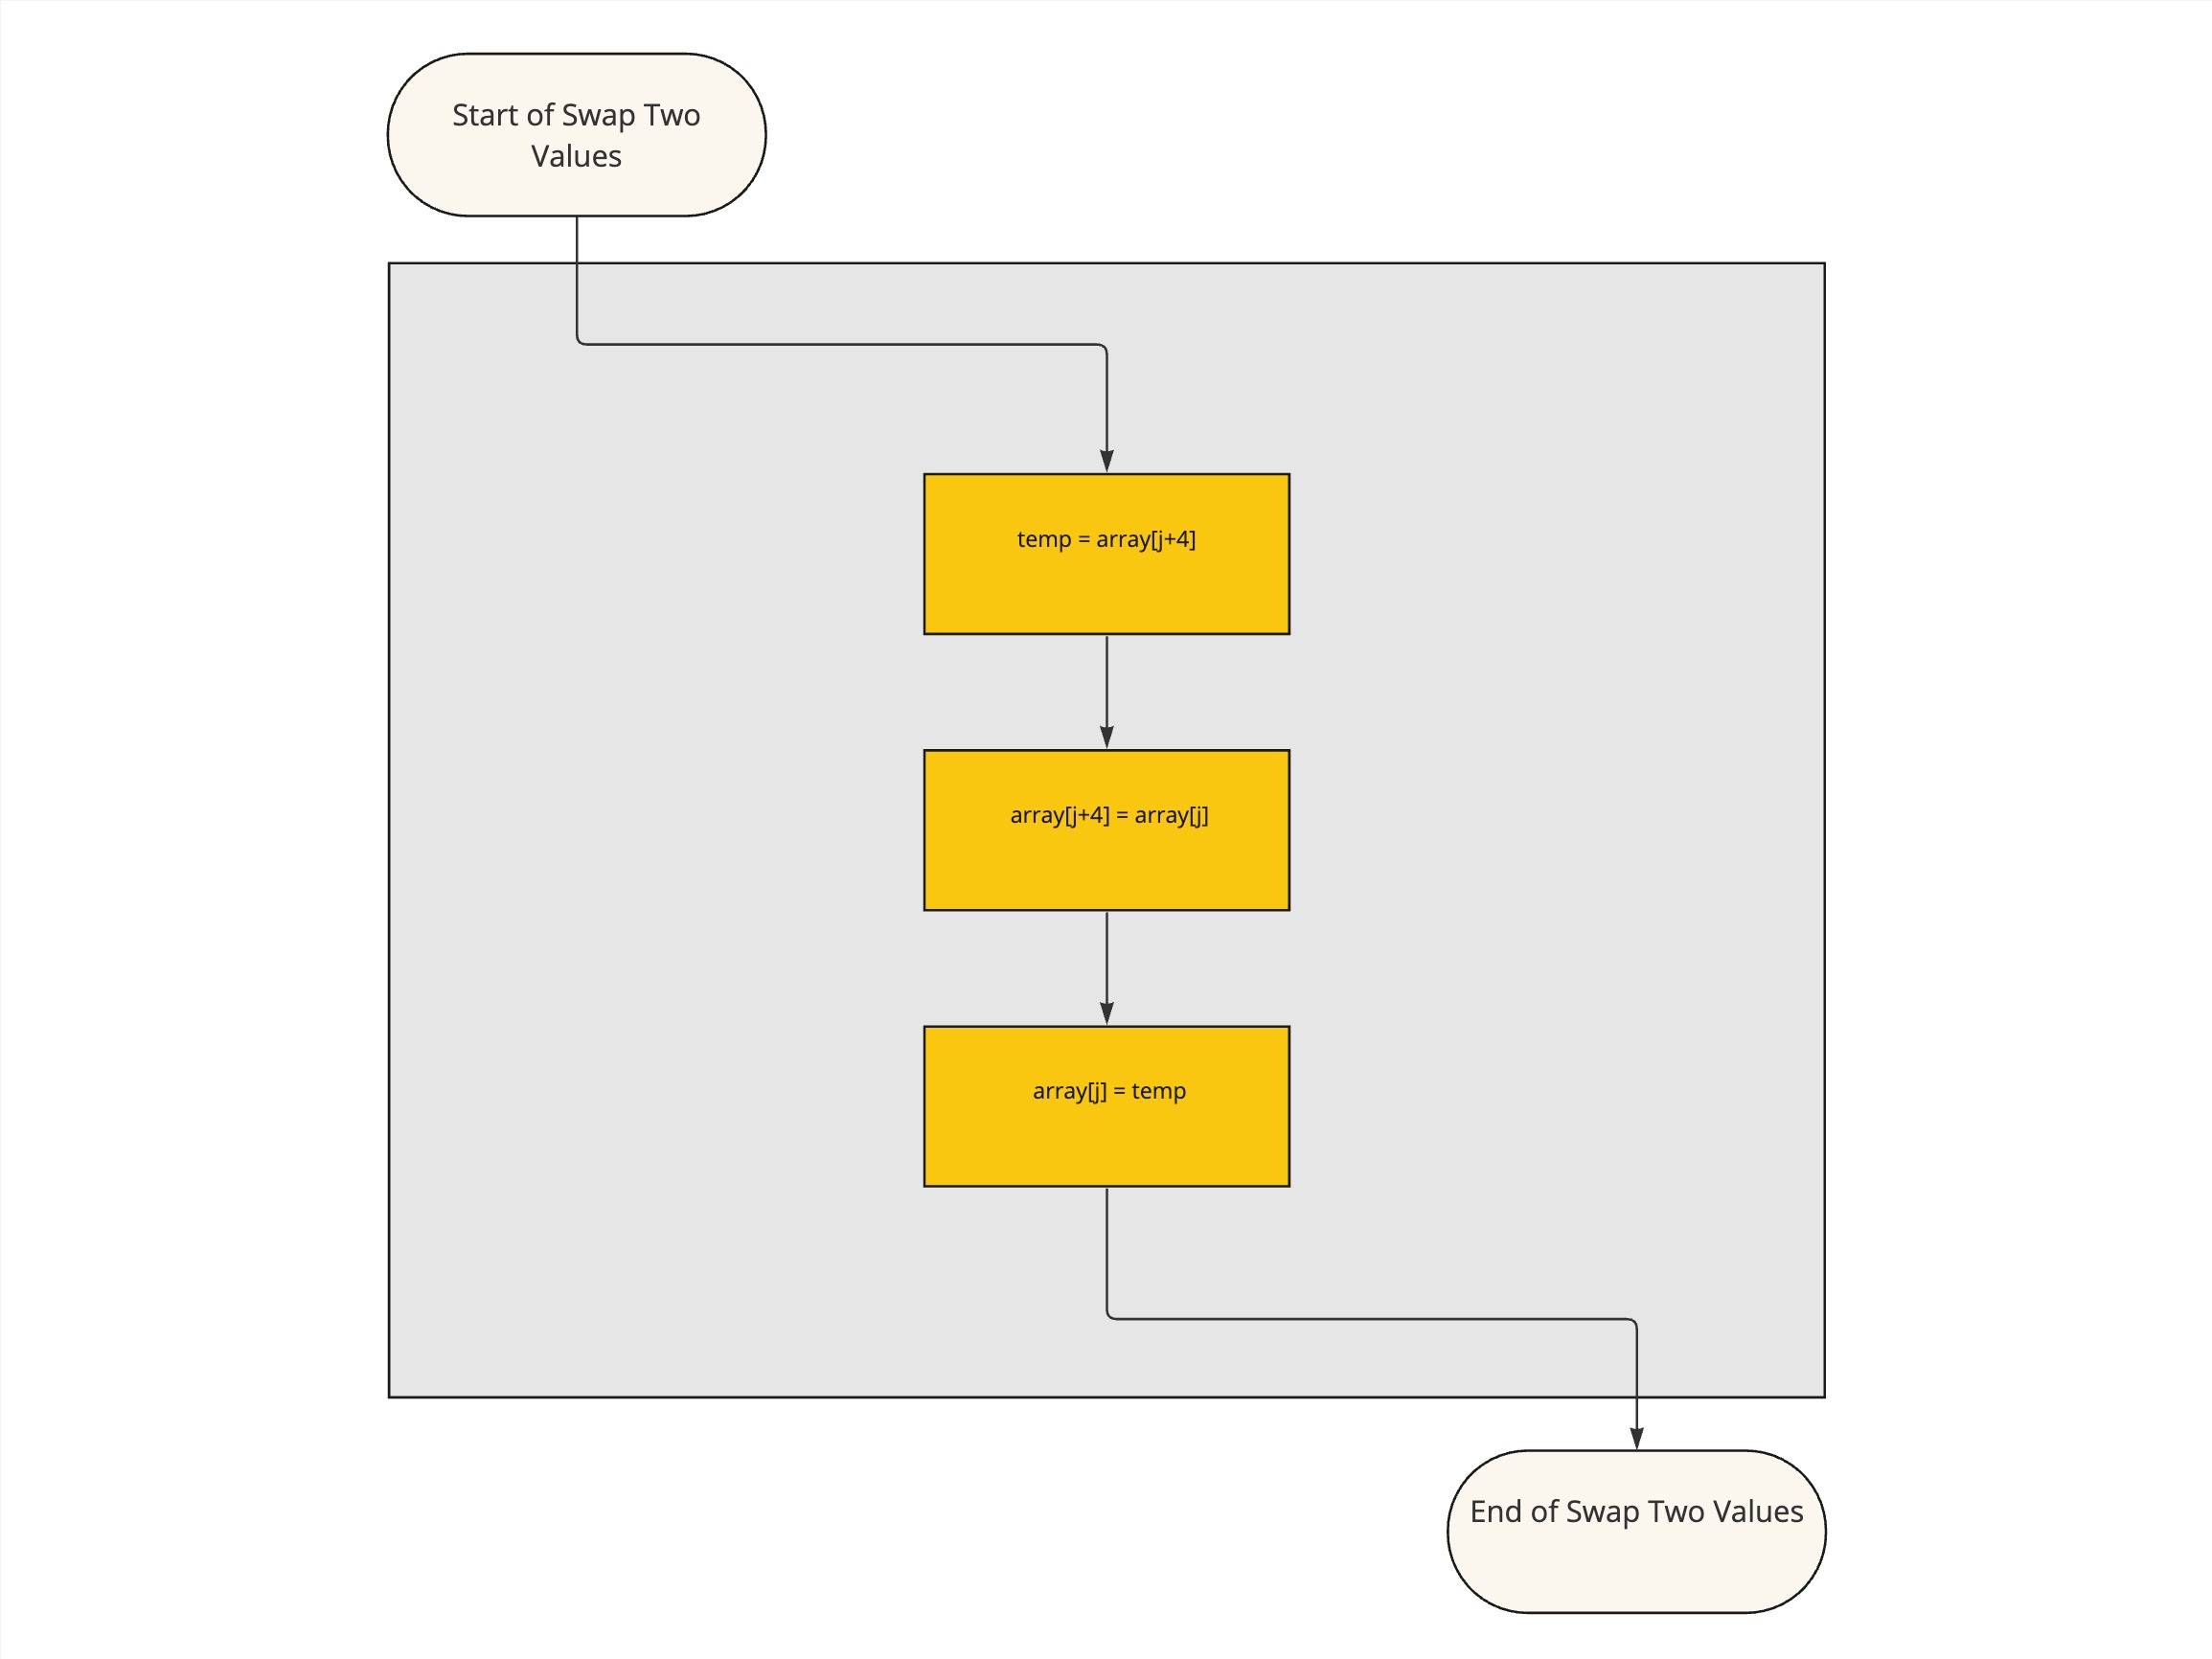 Start of Swap Two
Values
temp = array[j+4]
array[j+4] = array[j]
array[j] = temp
End of Swap Two Values